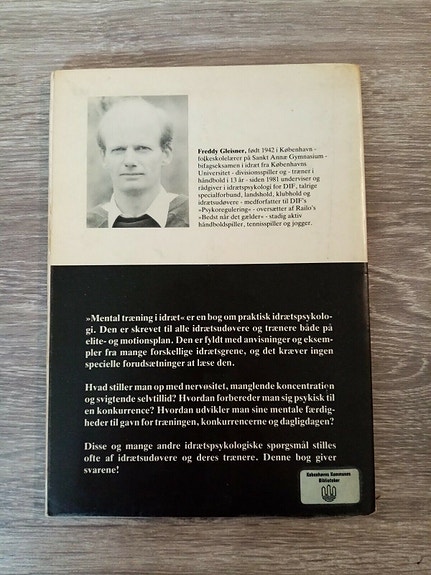 Freddy Gleisner, født 1942 i København -
folkeskolelærer på Sankt Annæ Gymnasium -
bifagseksamen i idræt fra Københavns
Universitet - divisionsspiller og - træner i
håndbold i 13 år - siden 1981 underviser og
rådgiver i idrætspsykologi for DIF, talrige
specialforbund, landshold, klubhold og
idrætsudøvere - medforfatter til DIF's
»Psykoregulering« - oversætter af Railo's
»Bedst når det gælder« - stadig aktiv
håndboldspiller, tennisspiller og jogger.
»Mental træning i idræt« er en bog om praktisk idrætspsykolo-
gi. Den er skrevet til alle idrætsudøvere og trænere både på
elite- og motionsplan. Den er fyldt med anvisninger og eksem-
pler fra mange forskellige idrætsgrene, og det kræver ingen
specielle forudsætninger at læse den.
Hvad stiller man op med nervøsitet, manglende koncentration
og svigtende selvtillid? Hvordan forbereder man sig psykisk til
en konkurrence? Hvordan udvikler man sine mentale færdig-
heder til gavn for træningen, konkurrencerne og dagligdagen?
Disse og mange andre idrætspsykologiske spørgsmål stilles
ofte af idrætsudøvere og deres trænere. Denne bog giver
svarene!
Københavns Kommunes
Biblioteker